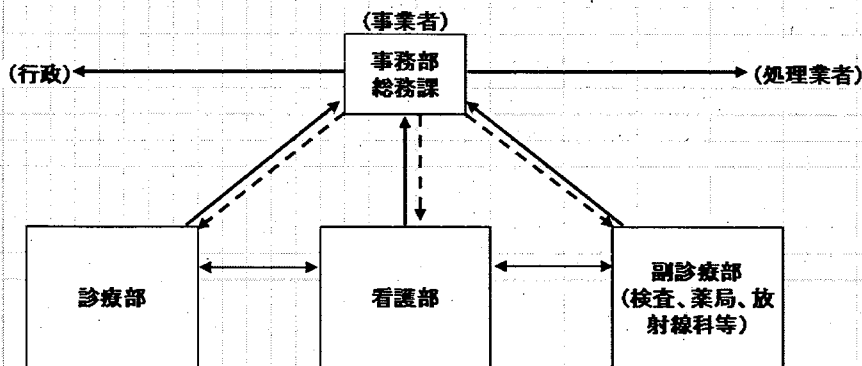 (事業者)
事務部
総務課
(行政)
(処理業者)
診療部
看護部
副診療部
(検査、薬局、放
射線科等)